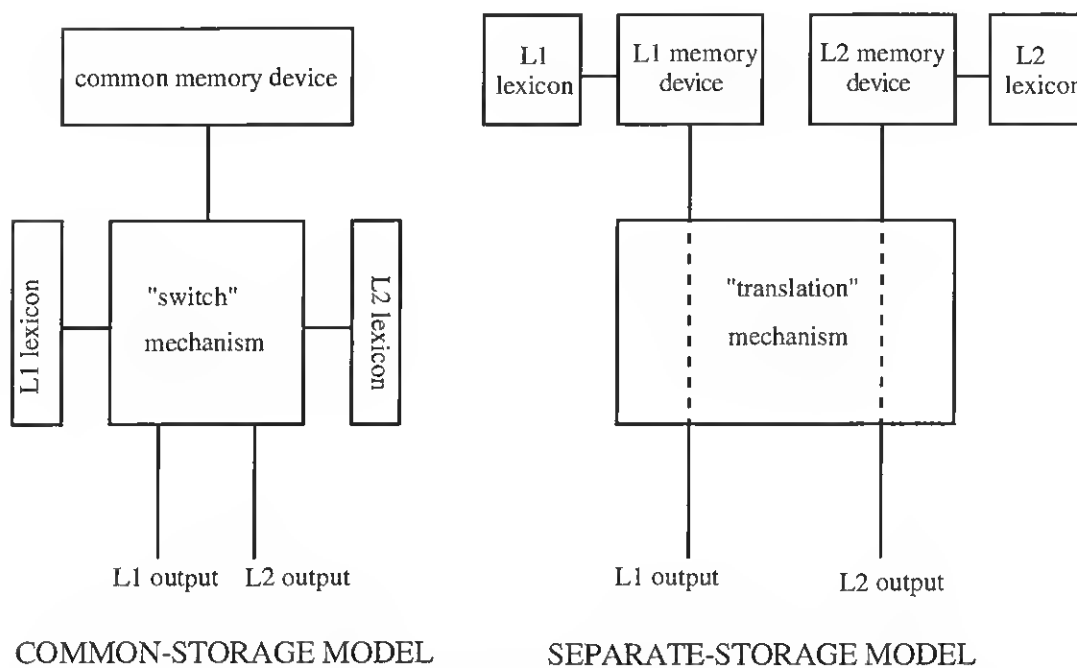 common memory device
L1 lexicon
"switch"
mechanism
L2 lexicon
L1 output
L2 output
COMMON-STORAGE MODEL
L1
lexicon
L1 memory
device
L2 memory
device
L2
lexicon
"translation"
mechanism
L1 output
L2 output
SEPARATE-STORAGE MODEL